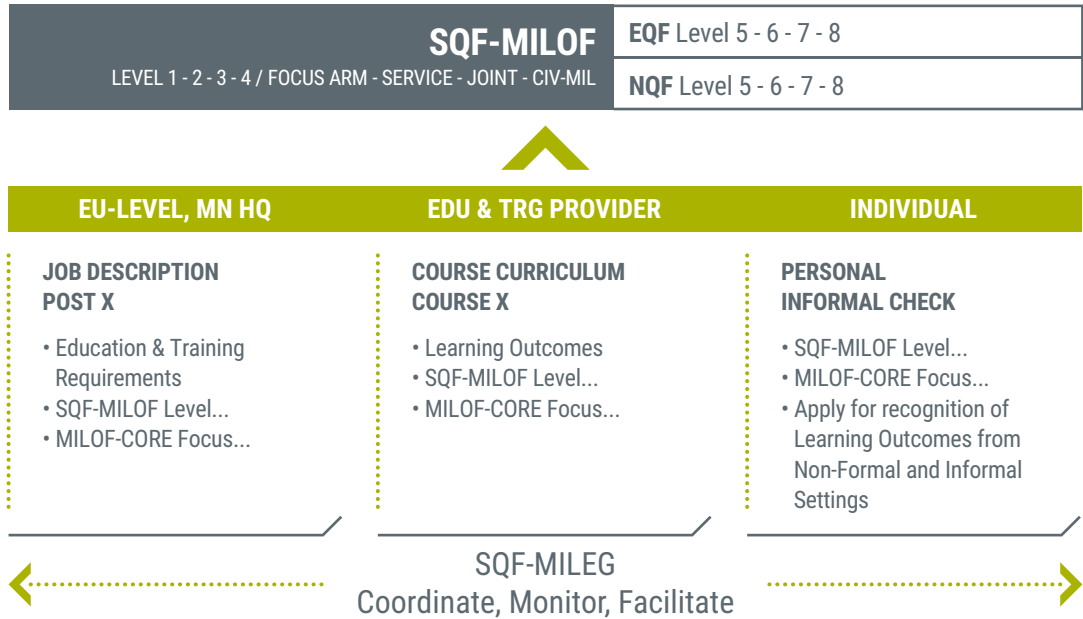 SQF-MILOF
LEVEL 1 - 2 - 3 - 4 / FOCUS ARM - SERVICE - JOINT - CIV-MIL
EQF Level 5 - 6 - 7 - 8
NQF Level 5 - 6 - 7 - 8
EU-LEVEL, MN HQ
JOB DESCRIPTION
POST X
• Education & Training
Requirements
• SQF-MILOF Level...
• MILOF-CORE Focus...
EDU & TRG PROVIDER
COURSE CURRICULUM
COURSE X
• Learning Outcomes
• SQF-MILOF Level...
• MILOF-CORE Focus...
INDIVIDUAL
PERSONAL
INFORMAL CHECK
• SQF-MILOF Level...
• MILOF-CORE Focus...
• Apply for recognition of
Learning Outcomes from
Non-Formal and Informal
Settings
SQF-MILEG
Coordinate, Monitor, Facilitate